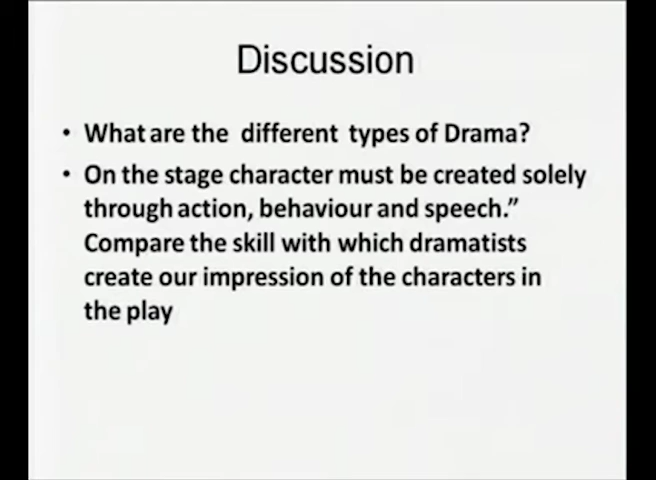 Discussion
• What are the different types of Drama?
• On the stage character must be created solely
through action, behaviour and speech.”
Compare the skill with which dramatists
create our impression of the characters in
the play